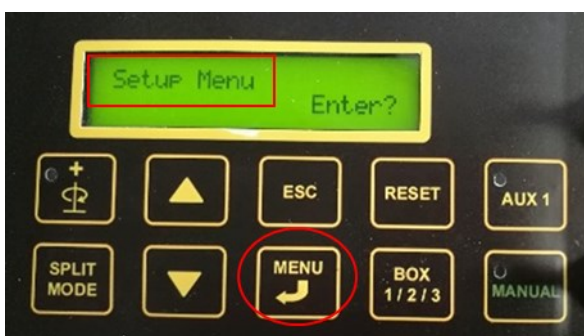 Setup Menu
Enter?
+
ESC
RESET
AUX 1
SPLIT
MODE
MENU
BOX
1 / 2 / 3
MANUAL